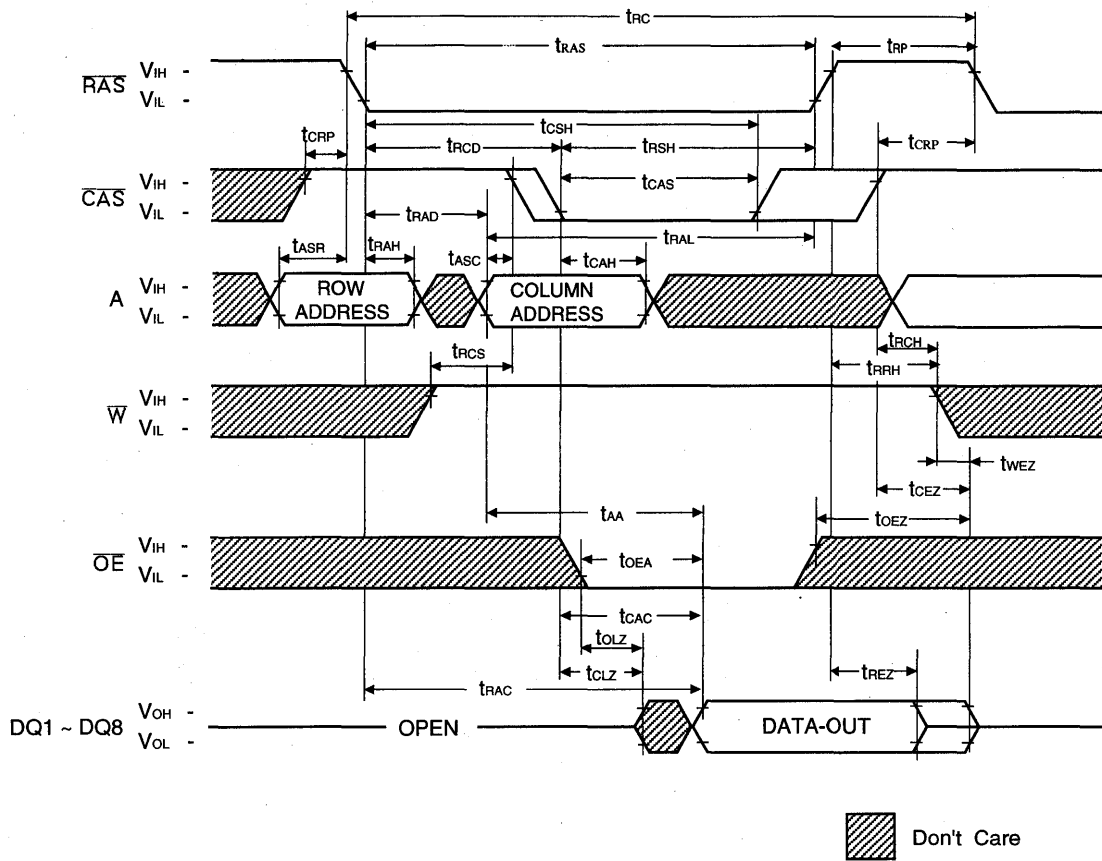 tRC
tRAS
tRP
RAS
VIH -
VIL -
tCRP
tCSH
tRCD
tRSH
tCRP
CAS
VIH -
VIL -
tCAS
tRAD
tRAL
tASR
tRAH
tASC
tCAH
A
VIH -
VIL -
ROW
ADDRESS
COLUMN
ADDRESS
tRCS
tRCH
tRRH
W
VIH -
VIL -
tWEZ
tCEZ
tAA
tOEZ
OE
VIH -
VIL -
tOEA
tCAC
tOLZ
tCLZ
tREZ
tRAC
DQ1 ~ DQ8
VOH -
VOL -
OPEN
DATA-OUT
Don't Care